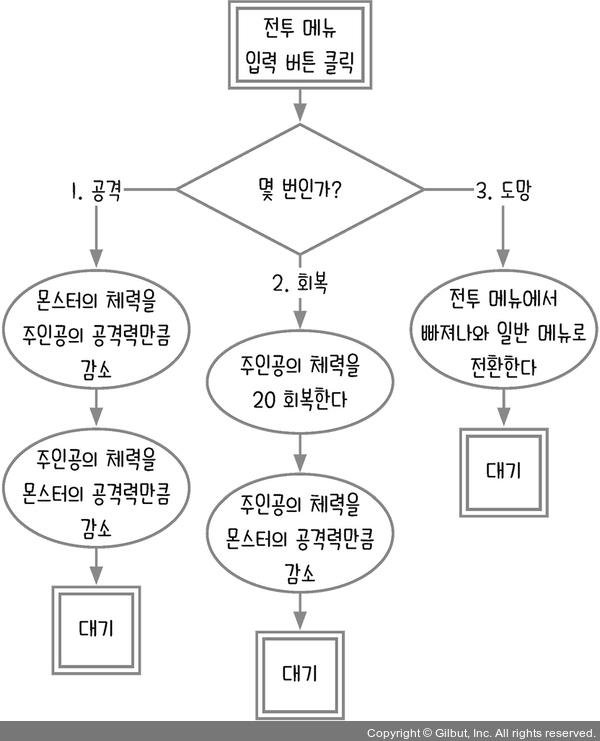 전투 메뉴
입력 버튼 클릭
몇 번인가?
1. 공격
몬스터의 체력을
주인공의 공격력만큼
감소
주인공의 체력을
몬스터의 공격력만큼
감소
대기
2. 회복
주인공의 체력을
20 회복한다
주인공의 체력을
몬스터의 공격력만큼
감소
대기
3. 도망
전투 메뉴에서
빠져나와 일반 메뉴로
전환한다
대기
Copyright © Gilbut, Inc. All rights reserved.